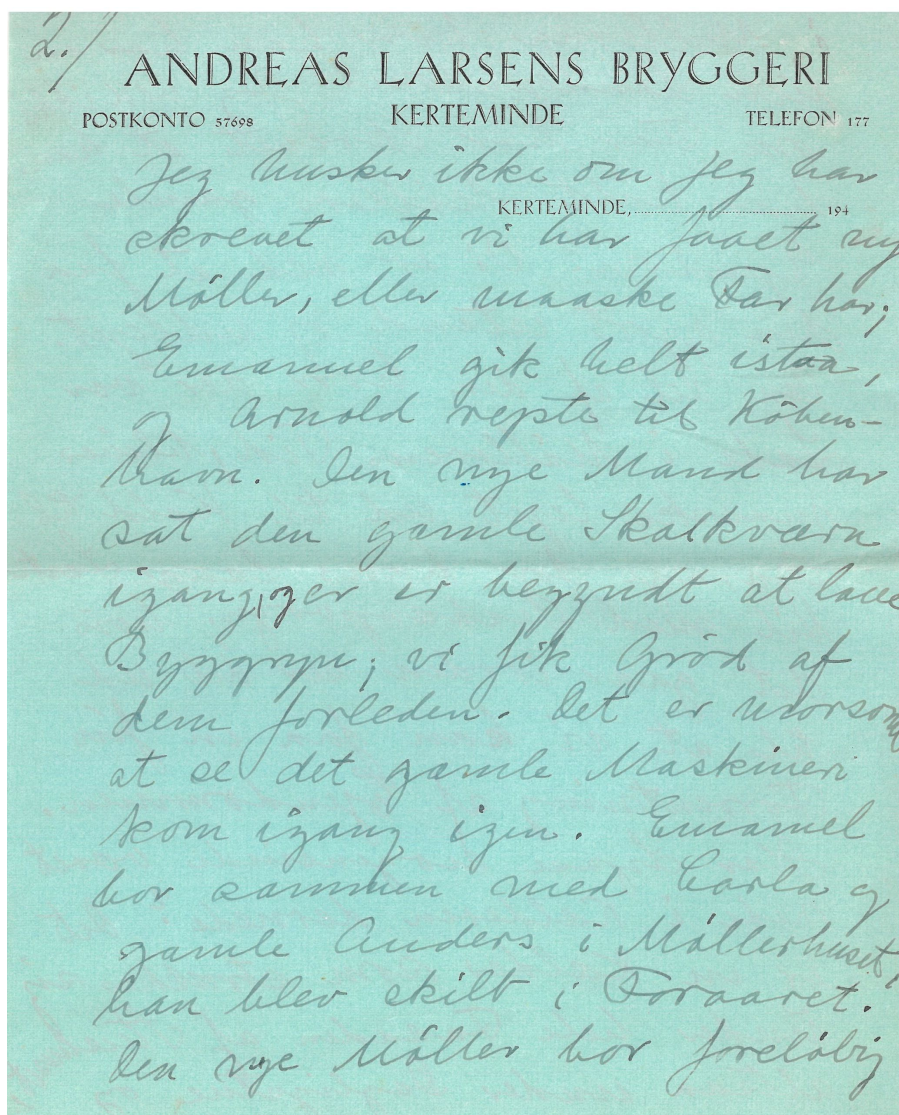 2.)
ANDREAS LARSENS BRYGGERI
POSTKONTO 57698 KERTEMINDE TELEFON 177
Jeg husker ikke om jeg har
KERTEMINDE, 194
skrevet at vi har faaet ny
Møller, eller maaske Far har;
Emanuel gik helt istaa,
og Arnold rejste til Køben-
havn. Den nye Mand har
sat den gamle Skalkværn
igang, og er begyndt at lave
Byggryn; vi fik Grød af
dem forleden. Det er morsomt
at se det gamle Maskineri
kom igang igen. Emanuel
bor sammen med Carla og
gamle Anders i Møllerhuset,
han blev skilt i Foraaret.
Den nye Møller bor foreløbig